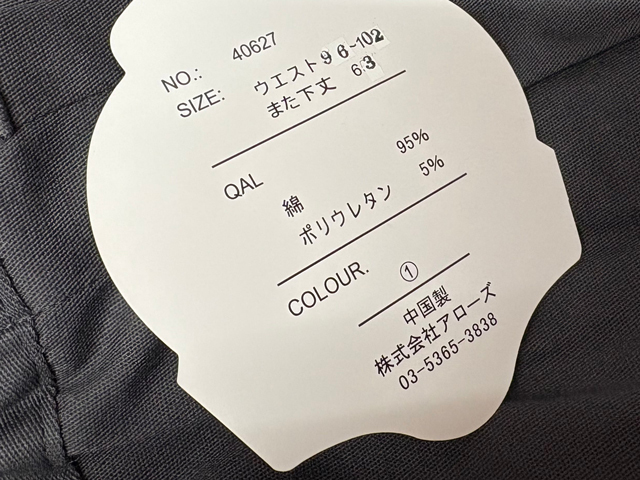 NO.: 40627
SIZE: ウエスト96-102
また下丈 63
QAL 95%
綿 5%
ポリウレタン
COLOUR. ①
中国製
株式会社アローズ
03-5365-3838